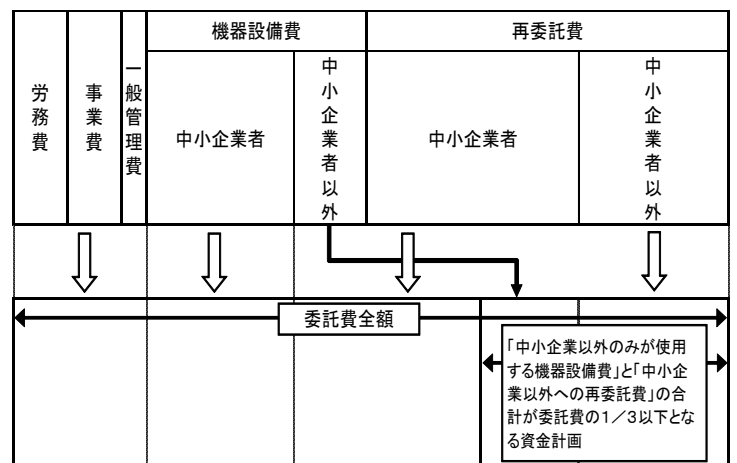 労務費
事業費
一般管理費
機器設備費
中小企業者
中小企業者以外
再委託費
中小企業者
中小企業者以外
委託費全額
「中小企業以外のみが使用
する機器設備費」と「中小企
業以外への再委託費」の合
計が委託費の1／3以下とな
る資金計画